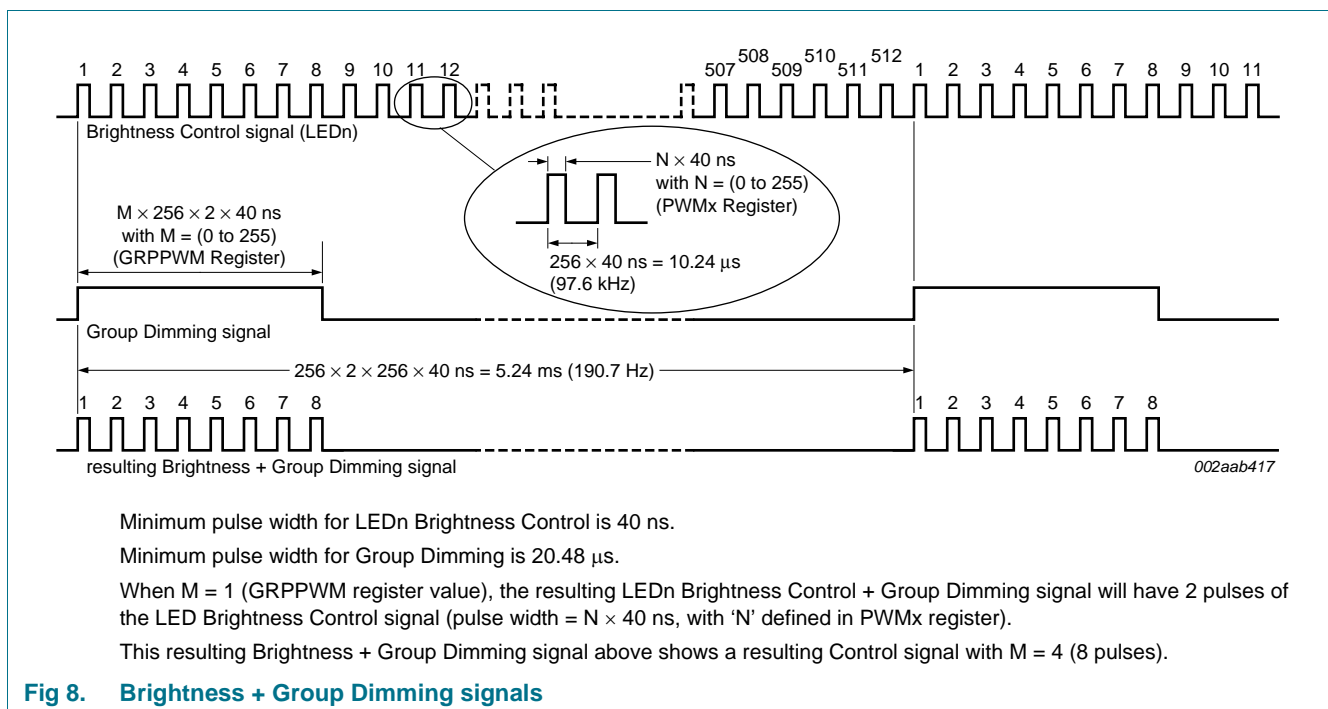 1 2 3 4 5 6 7 8 9 10 11 12 507 508 509 510 511 512 1 2 3 4 5 6 7 8 9 10 11
Brightness Control signal (LEDn)
N × 40 ns
with N = (0 to 255)
(PWMx Register)
M × 256 × 2 × 40 ns
with M = (0 to 255)
(GRPPWM Register)
256 × 40 ns = 10.24 μs
(97.6 kHz)
Group Dimming signal
256 × 2 × 256 × 40 ns = 5.24 ms (190.7 Hz)
1 2 3 4 5 6 7 8 1 2 3 4 5 6 7 8
resulting Brightness + Group Dimming signal
002aab417
Minimum pulse width for LEDn Brightness Control is 40 ns.
Minimum pulse width for Group Dimming is 20.48 μs.
When M = 1 (GRPPWM register value), the resulting LEDn Brightness Control + Group Dimming signal will have 2 pulses of
the LED Brightness Control signal (pulse width = N × 40 ns, with ‘N’ defined in PWMx register).
This resulting Brightness + Group Dimming signal above shows a resulting Control signal with M = 4 (8 pulses).
Fig 8. Brightness + Group Dimming signals